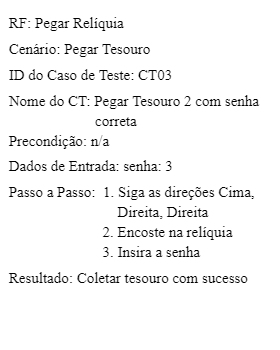 RF: Pegar Relíquia
Cenário: Pegar Tesouro
ID do Caso de Teste: CT03
Nome do CT: Pegar Tesouro 2 com senha
correta
Precondição: n/a
Dados de Entrada: senha: 3
Passo a Passo: 1. Siga as direções Cima,
Direita, Direita
2. Encoste na relíquia
3. Insira a senha
Resultado: Coletar tesouro com sucesso